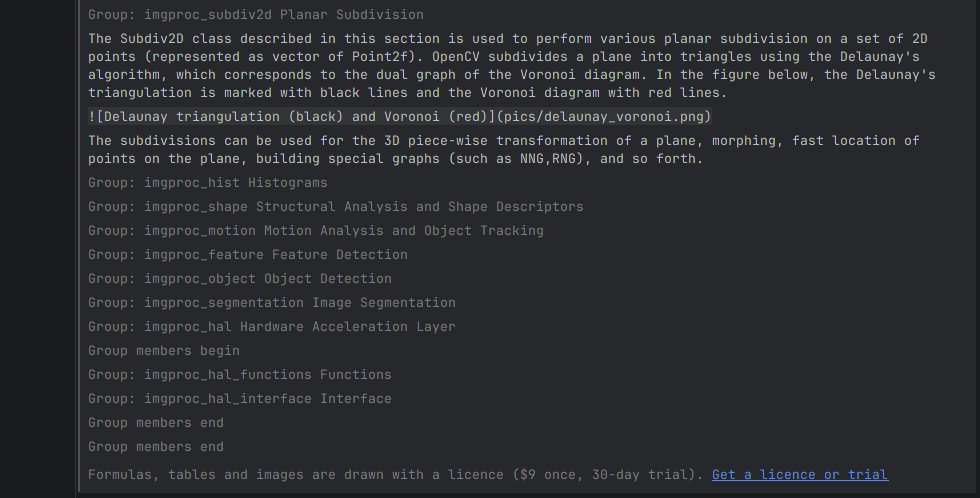 Group: imgproc_subdiv2d Planar Subdivision
The Subdiv2D class described in this section is used to perform various planar subdivision on a set of 2D
points (represented as vector of Point2f). OpenCV subdivides a plane into triangles using the Delaunay's
algorithm, which corresponds to the dual graph of the Voronoi diagram. In the figure below, the Delaunay's
triangulation is marked with black lines and the Voronoi diagram with red lines.
![Delaunay triangulation (black) and Voronoi (red)](pics/delaunay_voronoi.png)
The subdivisions can be used for the 3D piece-wise transformation of a plane, morphing, fast location of
points on the plane, building special graphs (such as NNG,RNG), and so forth.
Group: imgproc_hist Histograms
Group: imgproc_shape Structural Analysis and Shape Descriptors
Group: imgproc_motion Motion Analysis and Object Tracking
Group: imgproc_feature Feature Detection
Group: imgproc_object Object Detection
Group: imgproc_segmentation Image Segmentation
Group: imgproc_hal Hardware Acceleration Layer
Group members begin
Group: imgproc_hal_functions Functions
Group: imgproc_hal_interface Interface
Group members end
Group members end
Formulas, tables and images are drawn with a licence ($9 once, 30-day trial). Get a licence or trial